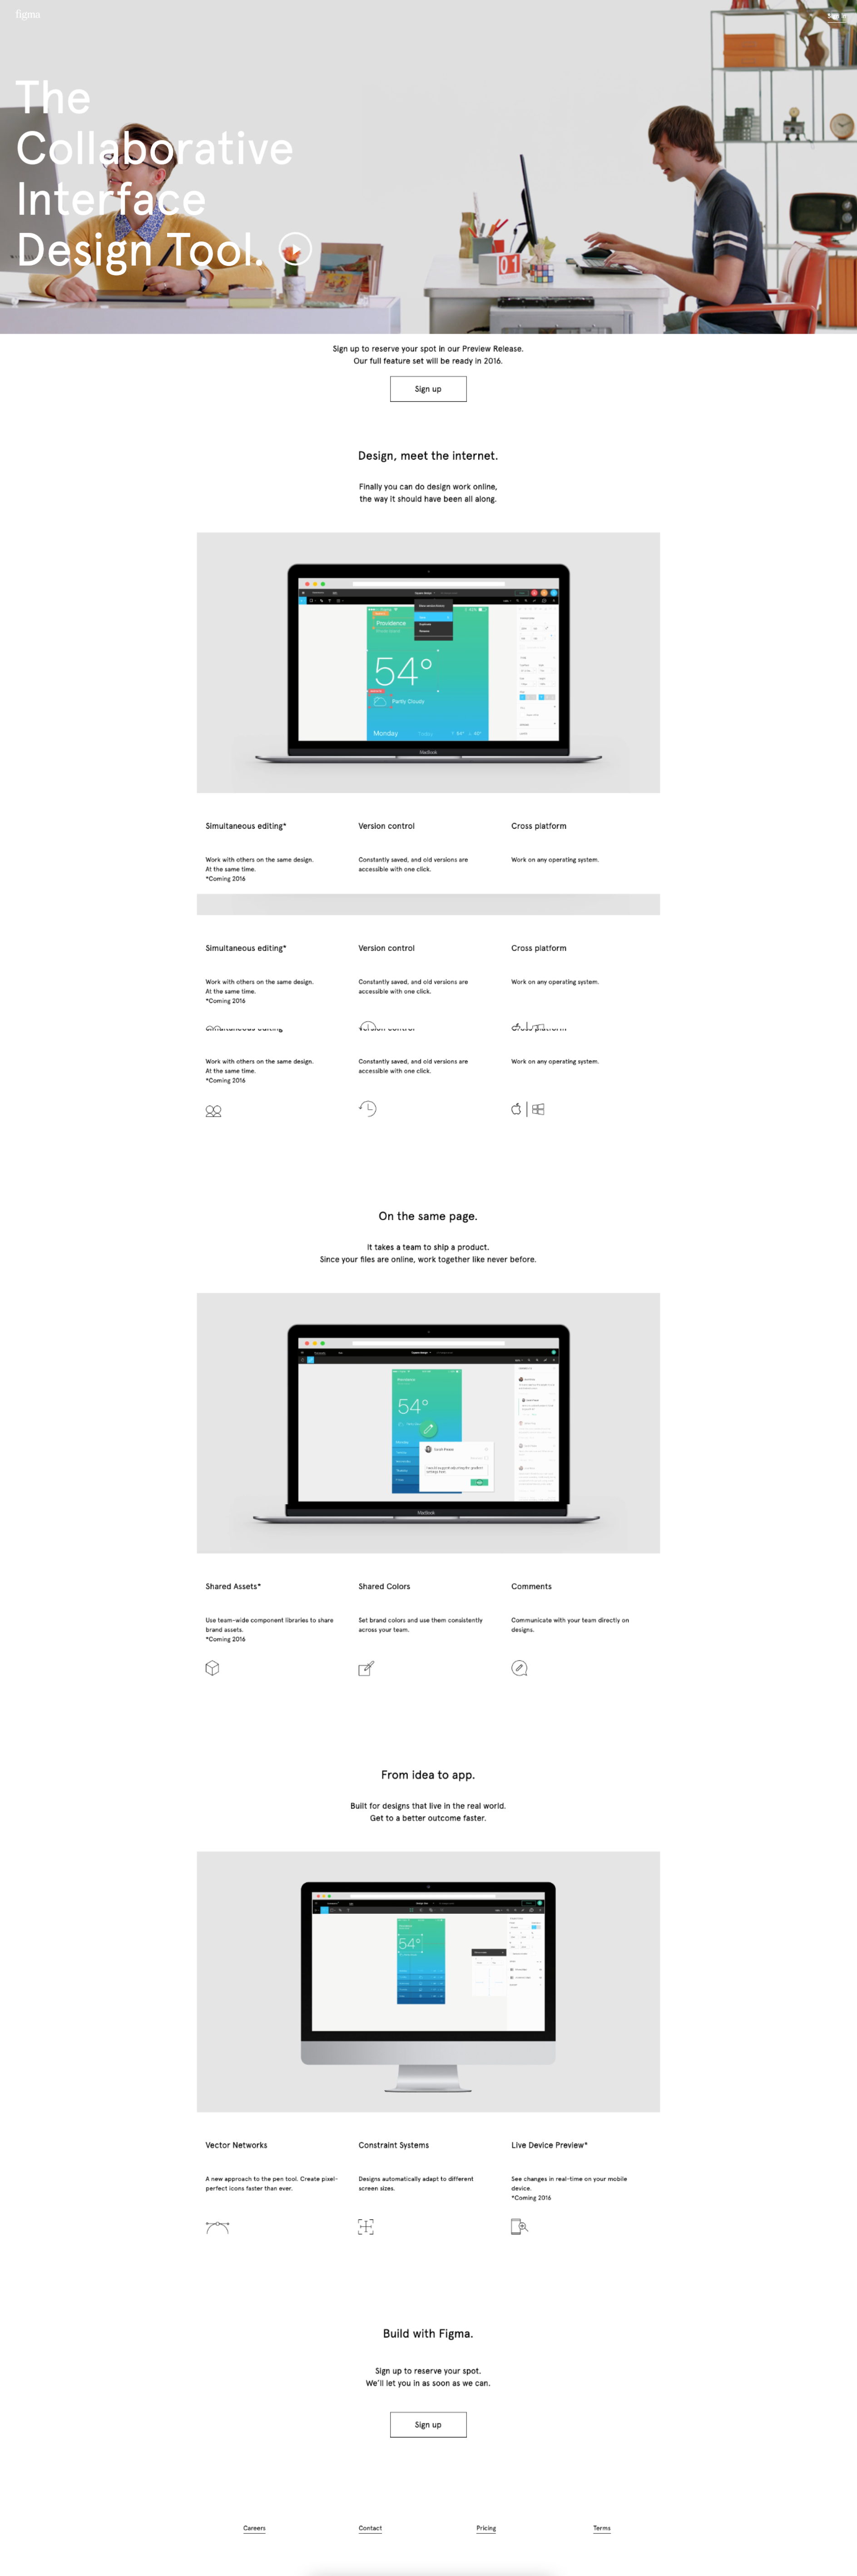 figma
Sign in
The
Collaborative
Interface
Design Tool.
01
Sign up to reserve your spot in our Preview Release.
Our full feature set will be ready in 2016.
Sign up
Design, meet the internet.
Finally you can do design work online,
the way it should have been all along.
Providence
54°
Partly Cloudy
Monday
Today
MacBook
Simultaneous editing*
Version control
Cross platform
Work with others on the same design.
At the same time.
*Coming 2016
Constantly saved, and old versions are
accessible with one click.
Work on any operating system.
Simultaneous editing*
Version control
Cross platform
Work with others on the same design.
At the same time.
*Coming 2016
Constantly saved, and old versions are
accessible with one click.
Work on any operating system.
Work with others on the same design.
At the same time.
*Coming 2016
Constantly saved, and old versions are
accessible with one click.
Work on any operating system.
On the same page.
It takes a team to ship a product.
Since your files are online, work together like never before.
54°
MacBook
Shared Assets*
Shared Colors
Comments
Use team-wide component libraries to share
brand assets.
*Coming 2016
Set brand colors and use them consistently
across your team.
Communicate with your team directly on
designs.
From idea to app.
Built for designs that live in the real world.
Get to a better outcome faster.
54°
Vector Networks
Constraint Systems
Live Device Preview*
A new approach to the pen tool. Create pixel-
perfect icons faster than ever.
Designs automatically adapt to different
screen sizes.
See changes in real-time on your mobile
device.
*Coming 2016
Build with Figma.
Sign up to reserve your spot.
We'll let you in as soon as we can.
Sign up
Careers
Contact
Pricing
Terms